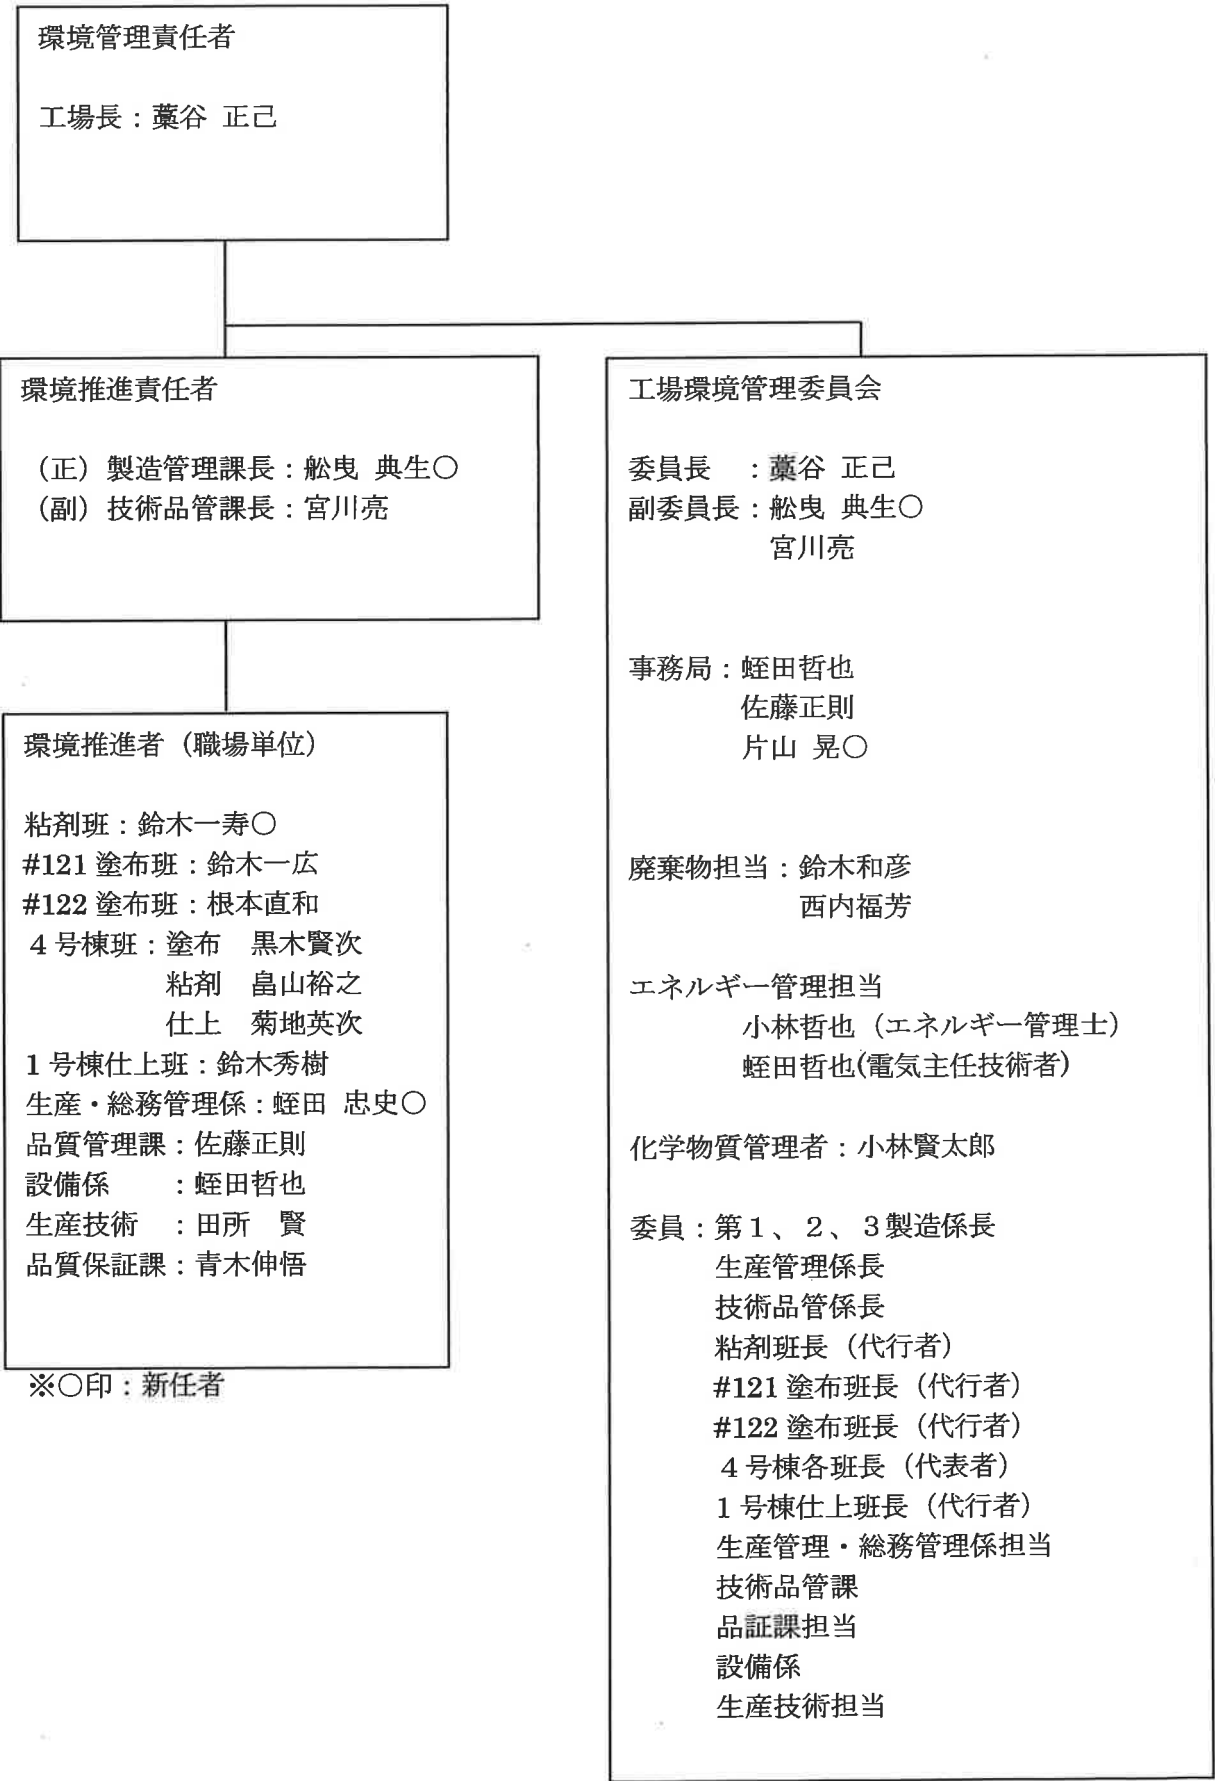 環境管理責任者
工場長：藁谷 正己
環境推進責任者
（正）製造管理課長：舩曳 典生〇
（副）技術品管課長：宮川亮
環境推進者（職場単位）
粘剤班：鈴木一寿〇
#121 塗布班：鈴木一広
#122 塗布班：根本直和
４号棟班：塗布　黒木賢次
粘剤　畠山裕之
仕上　菊地英次
1 号棟仕上班：鈴木秀樹
生産・総務管理係：蛭田 忠史〇
品質管理課：佐藤正則
設備係　　：蛭田哲也
生産技術　：田所　賢
品質保証課：青木伸悟
※〇印：新任者
工場環境管理委員会
委員長　：藁谷 正己
副委員長：舩曳 典生〇
宮川亮
事務局：蛭田哲也
佐藤正則
片山 晃〇
廃棄物担当：鈴木和彦
西内福芳
エネルギー管理担当
小林哲也（エネルギー管理士）
蛭田哲也(電気主任技術者)
化学物質管理者：小林賢太郎
委員：第１、２、３製造係長
生産管理係長
技術品管係長
粘剤班長（代行者）
#121 塗布班長（代行者）
#122 塗布班長（代行者）
４号棟各班長（代表者）
1 号棟仕上班長（代行者）
生産管理・総務管理係担当
技術品管課
品証課担当
設備係
生産技術担当